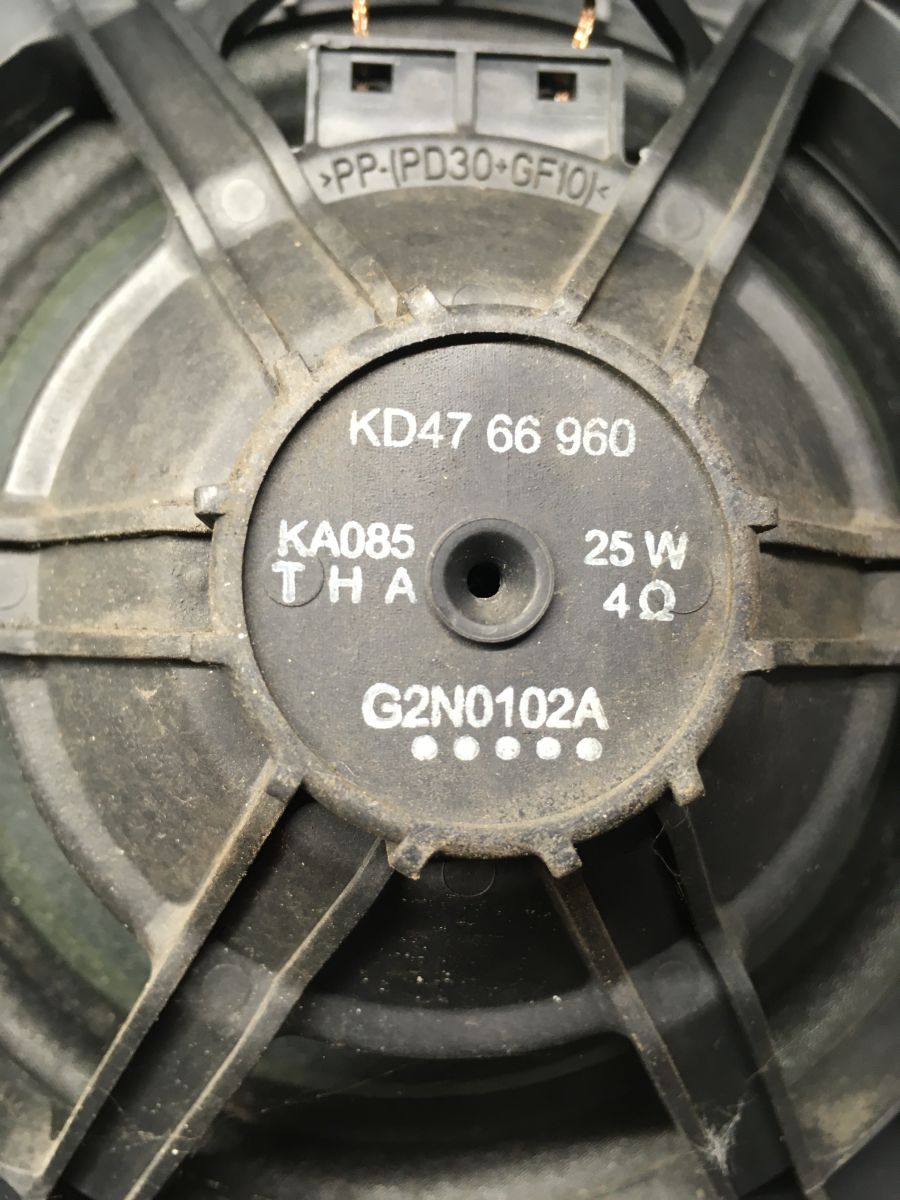 >PP-(PD30+GF10)<
KD47 66 960
KA085
T H A
25 W
4 Ω
G2N0102A